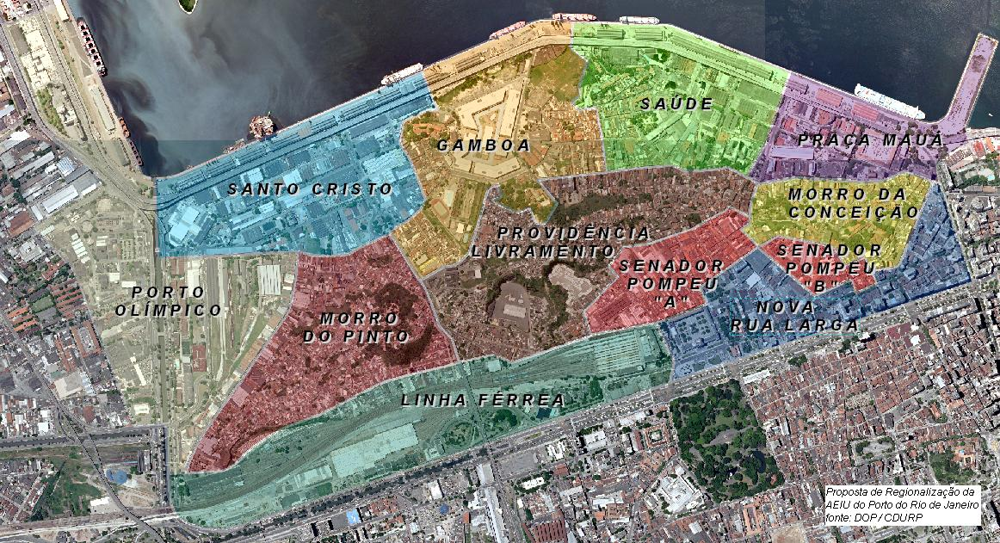 SAÚDE
PRAÇA MAUÁ
GAMBOA
SANTO CRISTO
MORRO DA
CONCEIÇÃO
PROVIDÊNCIA
LIVRAMENTO
SENADOR
POMPEU
"A"
SENADOR
POMPEU
"B"
PORTO
OLÍMPICO
MORRO
DO PINTO
NOVA
RUA LARGA
LINHA FÉRREA
Proposta de Regionalização da
AEIU do Porto do Rio de Janeiro
fonte: DOP / CDURP